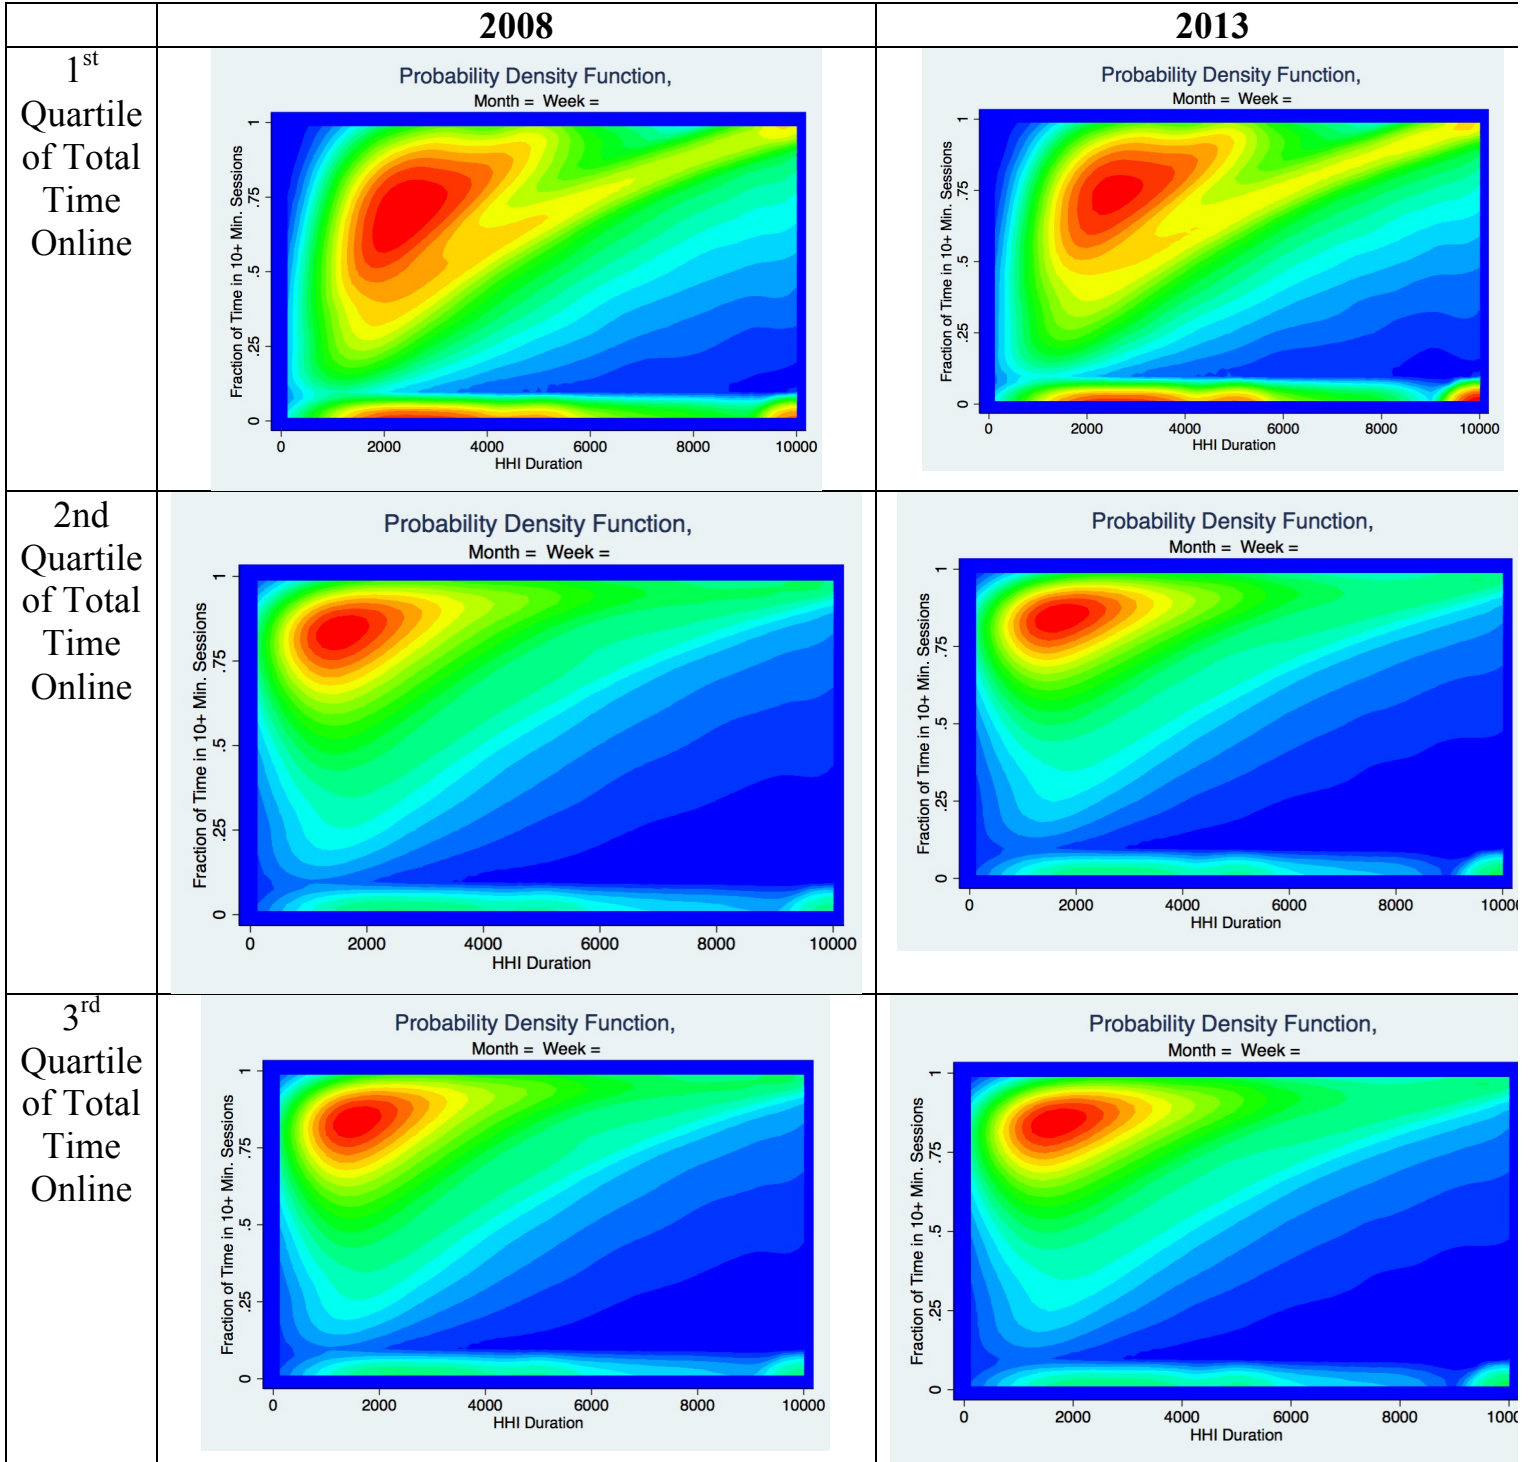 2008
2013
1st
Quartile
of Total
Time
Online
Probability Density Function,
Month = Week =
Fraction of Time in 10+ Min. Sessions
1
.75
.5
.25
0
0 2000 4000 6000 8000 10000
HHI Duration
Probability Density Function,
Month = Week =
Fraction of Time in 10+ Min. Sessions
1
.75
.5
.25
0
0 2000 4000 6000 8000 10000
HHI Duration
2nd
Quartile
of Total
Time
Online
Probability Density Function,
Month = Week =
Fraction of Time in 10+ Min. Sessions
1
.75
.5
.25
0
0 2000 4000 6000 8000 10000
HHI Duration
Probability Density Function,
Month = Week =
Fraction of Time in 10+ Min. Sessions
1
.75
.5
.25
0
0 2000 4000 6000 8000 10000
HHI Duration
3rd
Quartile
of Total
Time
Online
Probability Density Function,
Month = Week =
Fraction of Time in 10+ Min. Sessions
1
.75
.5
.25
0
0 2000 4000 6000 8000 10000
HHI Duration
Probability Density Function,
Month = Week =
Fraction of Time in 10+ Min. Sessions
1
.75
.5
.25
0
0 2000 4000 6000 8000 1000
HHI Duration